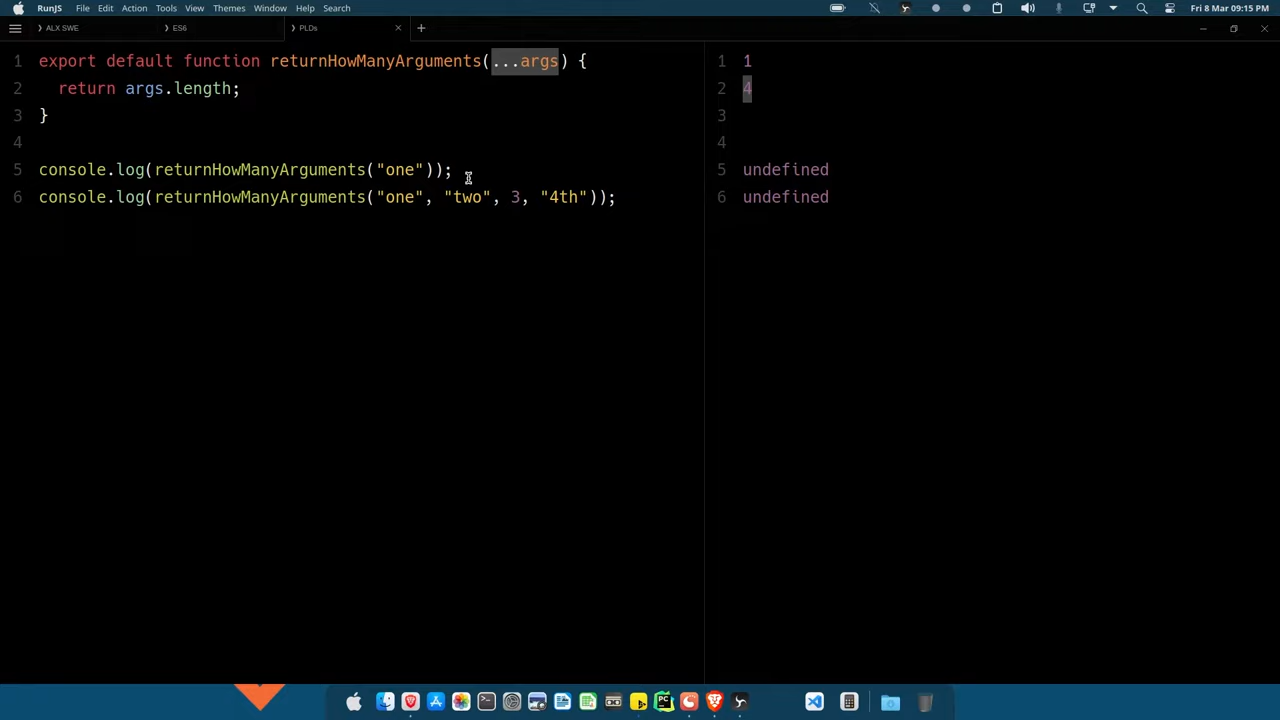 RunJS File Edit Action Tools View Themes Window Help Search Fri 8 Mar 09:15 PM
ALX SWE ES6 PLDs
1 export default function returnHowManyArguments(...args) {
2 return args.length;
3 }
4
5 console.log(returnHowManyArguments("one"));
6 console.log(returnHowManyArguments("one", "two", 3, "4th"));
1 1
2 4
3
4
5 undefined
6 undefined
PC